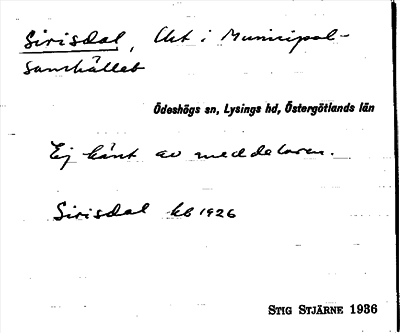 Sirisdal, Uht i Municipal-
samhället
Ödeshögs sn, Lysings hd, Östergötlands län
Ej känt av meddelaren.
Sirisdal kb 1926
STIG STJÄRNE 1936